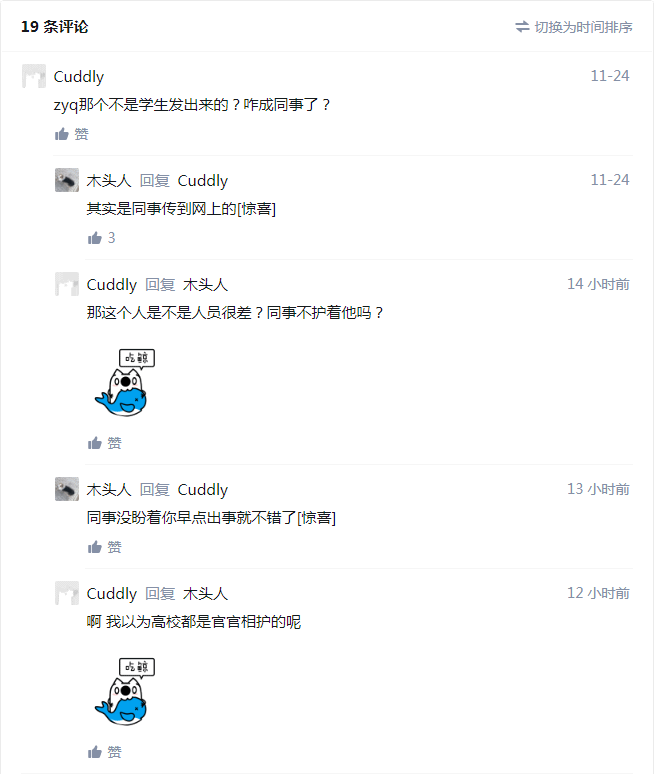 19 条评论
切换为时间排序
Cuddly
11-24
zyq那个不是学生发出来的？咋成同事了？
赞
木头人 回复 Cuddly
11-24
其实是同事传到网上的[惊喜]
3
Cuddly 回复 木头人
14 小时前
那这个人是不是人员很差？同事不护着他吗？
吃鲸
赞
木头人 回复 Cuddly
13 小时前
同事没盼着你早点出事就不错了[惊喜]
赞
Cuddly 回复 木头人
12 小时前
啊 我以为高校都是官官相护的呢
吃鲸
赞